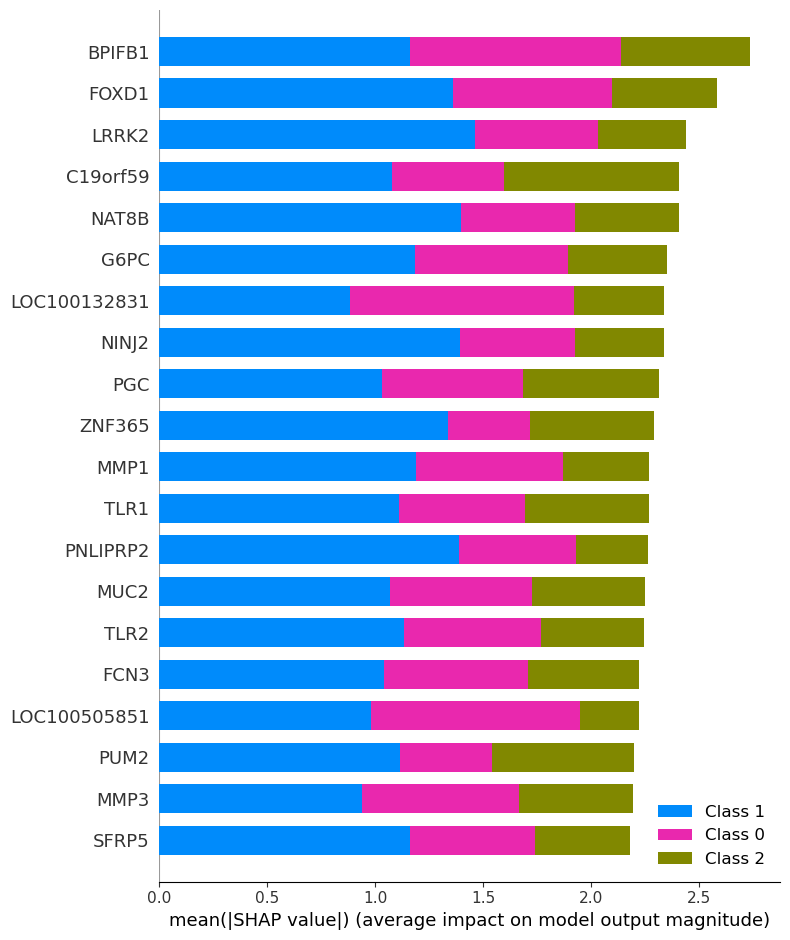 BPIFB1
FOXD1
LRRK2
C19orf59
NAT8B
G6PC
LOC100132831
NINJ2
PGC
ZNF365
MMP1
TLR1
PNLIPRP2
MUC2
TLR2
FCN3
LOC100505851
PUM2
MMP3
SFRP5
Class 1
Class 0
Class 2
0.0 0.5 1.0 1.5 2.0 2.5
mean(|SHAP value|) (average impact on model output magnitude)